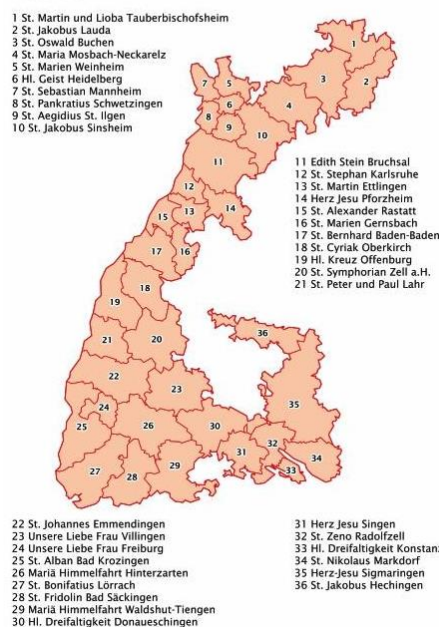 1 St. Martin und Lioba Tauberbischofsheim
2 St. Jakobus Lauda
3 St. Oswald Buchen
4 St. Maria Mosbach-Neckarelz
5 St. Marien Weinheim
6 Hl. Geist Heidelberg
7 St. Sebastian Mannheim
8 St. Pankratius Schwetzingen
9 St. Aegidius St. Ilgen
10 St. Jakobus Sinsheim
1
2
3
4
7
5
6
8
9
10
11
12
13
14
15
16
17
18
19
20
21
11 Edith Stein Bruchsal
12 St. Stephan Karlsruhe
13 St. Martin Ettlingen
14 Herz Jesu Pforzheim
15 St. Alexander Rastatt
16 St. Marien Gernsbach
17 St. Bernhard Baden-Baden
18 St. Cyriak Oberkirch
19 Hl. Kreuz Offenburg
20 St. Symphorian Zell a.H.
21 St. Peter und Paul Lahr
36
22
23
35
24
25
26
30
32
31
33
34
27
28
29
22 St. Johannes Emmendingen
23 Unsere Liebe Frau Villingen
24 Unsere Liebe Frau Freiburg
25 St. Alban Bad Krozingen
26 Mariä Himmelfahrt Hinterzarten
27 St. Bonifatius Lörrach
28 St. Fridolin Bad Säckingen
29 Mariä Himmelfahrt Waldshut-Tiengen
30 Hl. Dreifaltigkeit Donaueschingen
31 Herz Jesu Singen
32 St. Zeno Radolfzell
33 Hl. Dreifaltigkeit Konstanz
34 St. Nikolaus Markdorf
35 Herz-Jesu Sigmaringen
36 St. Jakobus Hechingen